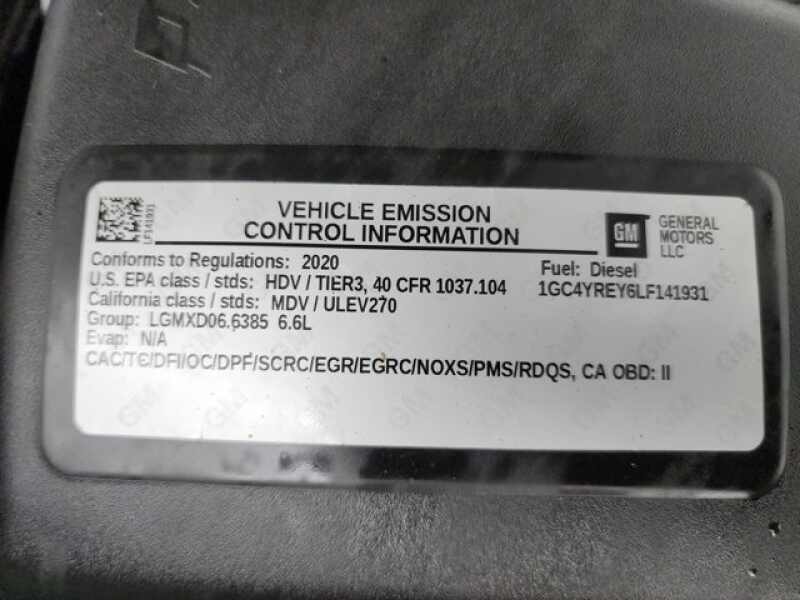 VEHICLE EMISSION
CONTROL INFORMATION
GM
GENERAL
MOTORS
LLC
LF141931
Conforms to Regulations: 2020
Fuel: Diesel
U.S. EPA class / stds: HDV / TIER3, 40 CFR 1037.104
1GC4YREY6LF141931
California class / stds: MDV / ULEV270
Group: LGMXD06.6385 6.6L
Evap: N/A
CAC/TC/DFI/OC/DPF/SCRC/EGR/EGRC/NOXS/PMS/RDQS, CA OBD: II